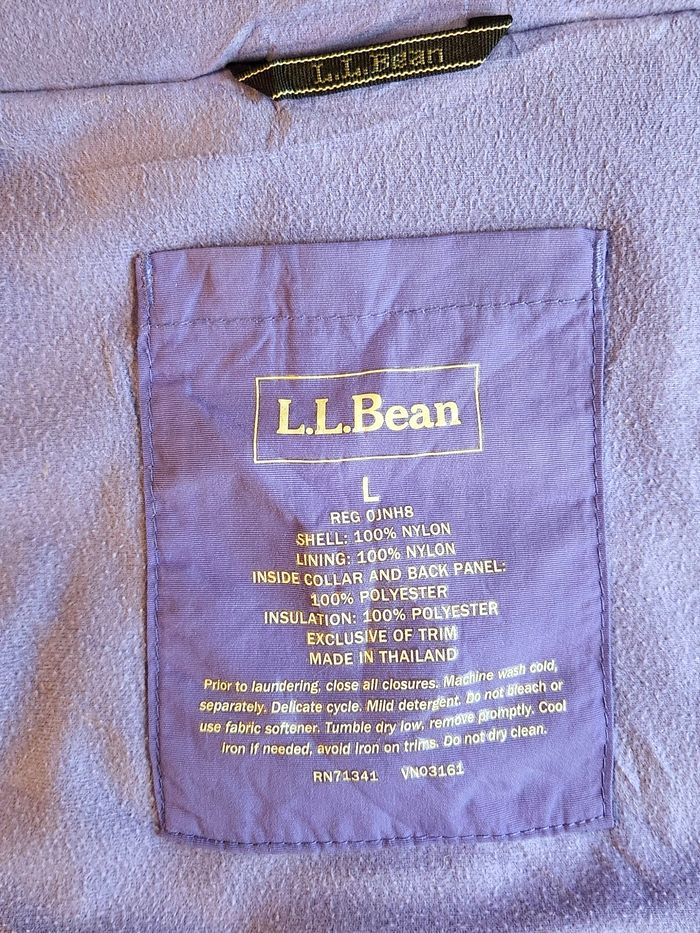 L.L.Bean
L.L.Bean
L
REG 0JNH8
SHELL: 100% NYLON
LINING: 100% NYLON
INSIDE COLLAR AND BACK PANEL:
100% POLYESTER
INSULATION: 100% POLYESTER
EXCLUSIVE OF TRIM
MADE IN THAILAND
Prior to laundering, close all closures. Machine wash cold,
separately. Delicate cycle. Mild detergent. Do not bleach or
use fabric softener. Tumble dry low, remove promptly. Cool
iron if needed, avoid iron on trims. Do not dry clean.
RN71341 VN03161